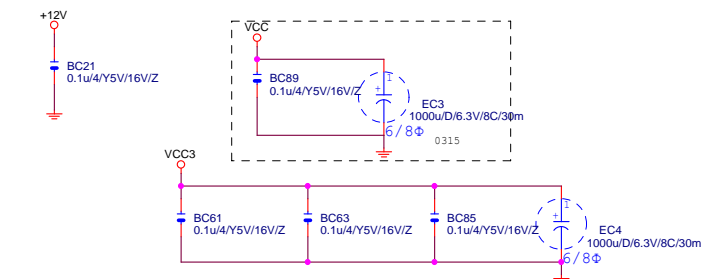 +12V
BC21
0.1u/4/Y5V/16V/Z
VCC
BC89
0.1u/4/Y5V/16V/Z
1
+
EC3
1000u/D/6.3V/8C/30m
6/8Φ
0315
VCC3
BC61
0.1u/4/Y5V/16V/Z
BC63
0.1u/4/Y5V/16V/Z
BC85
0.1u/4/Y5V/16V/Z
1
+
EC4
1000u/D/6.3V/8C/30m
6/8Φ